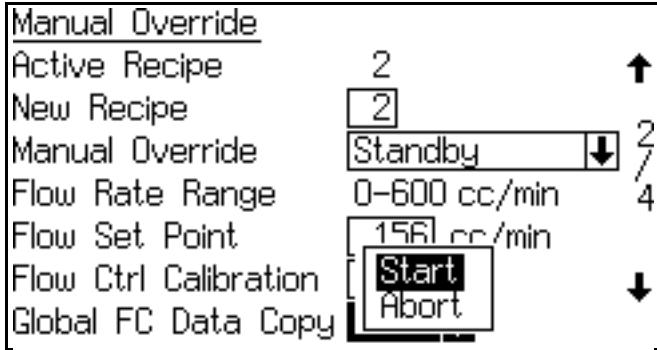 Manual Override
Active Recipe 2
New Recipe 2
Manual Override Standby
Flow Rate Range 0-600 cc/min
Flow Set Point 156 cc/min
Flow Ctrl Calibration Start
Abort
Global FC Data Copy
2/4